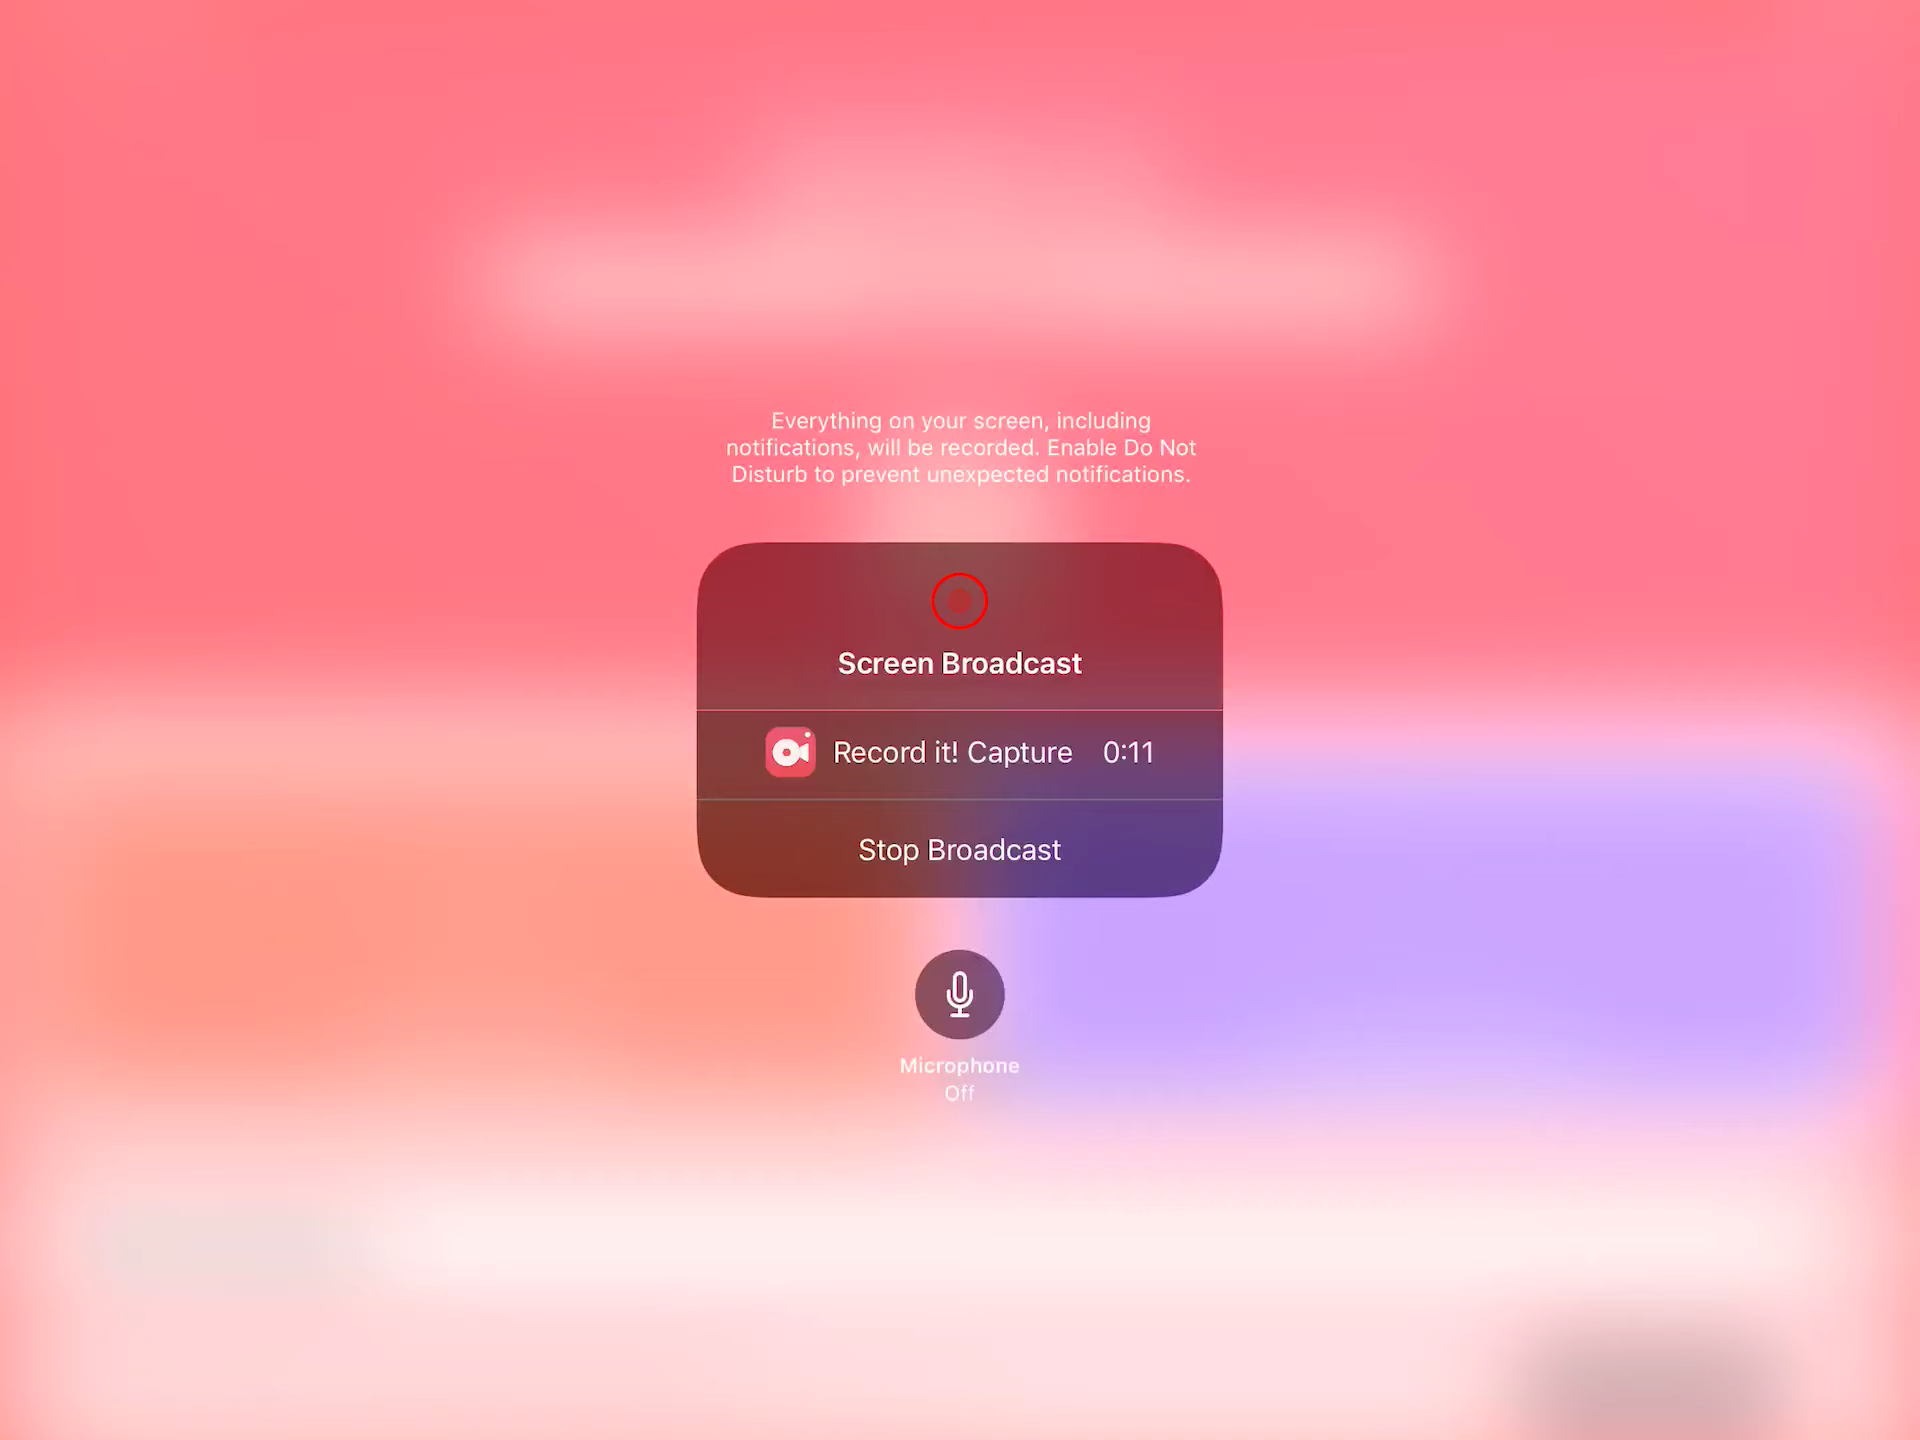 Everything on your screen, including
notifications, will be recorded. Enable Do Not
Disturb to prevent unexpected notifications.
Screen Broadcast
Record it! Capture 0:11
Stop Broadcast
Microphone
Off